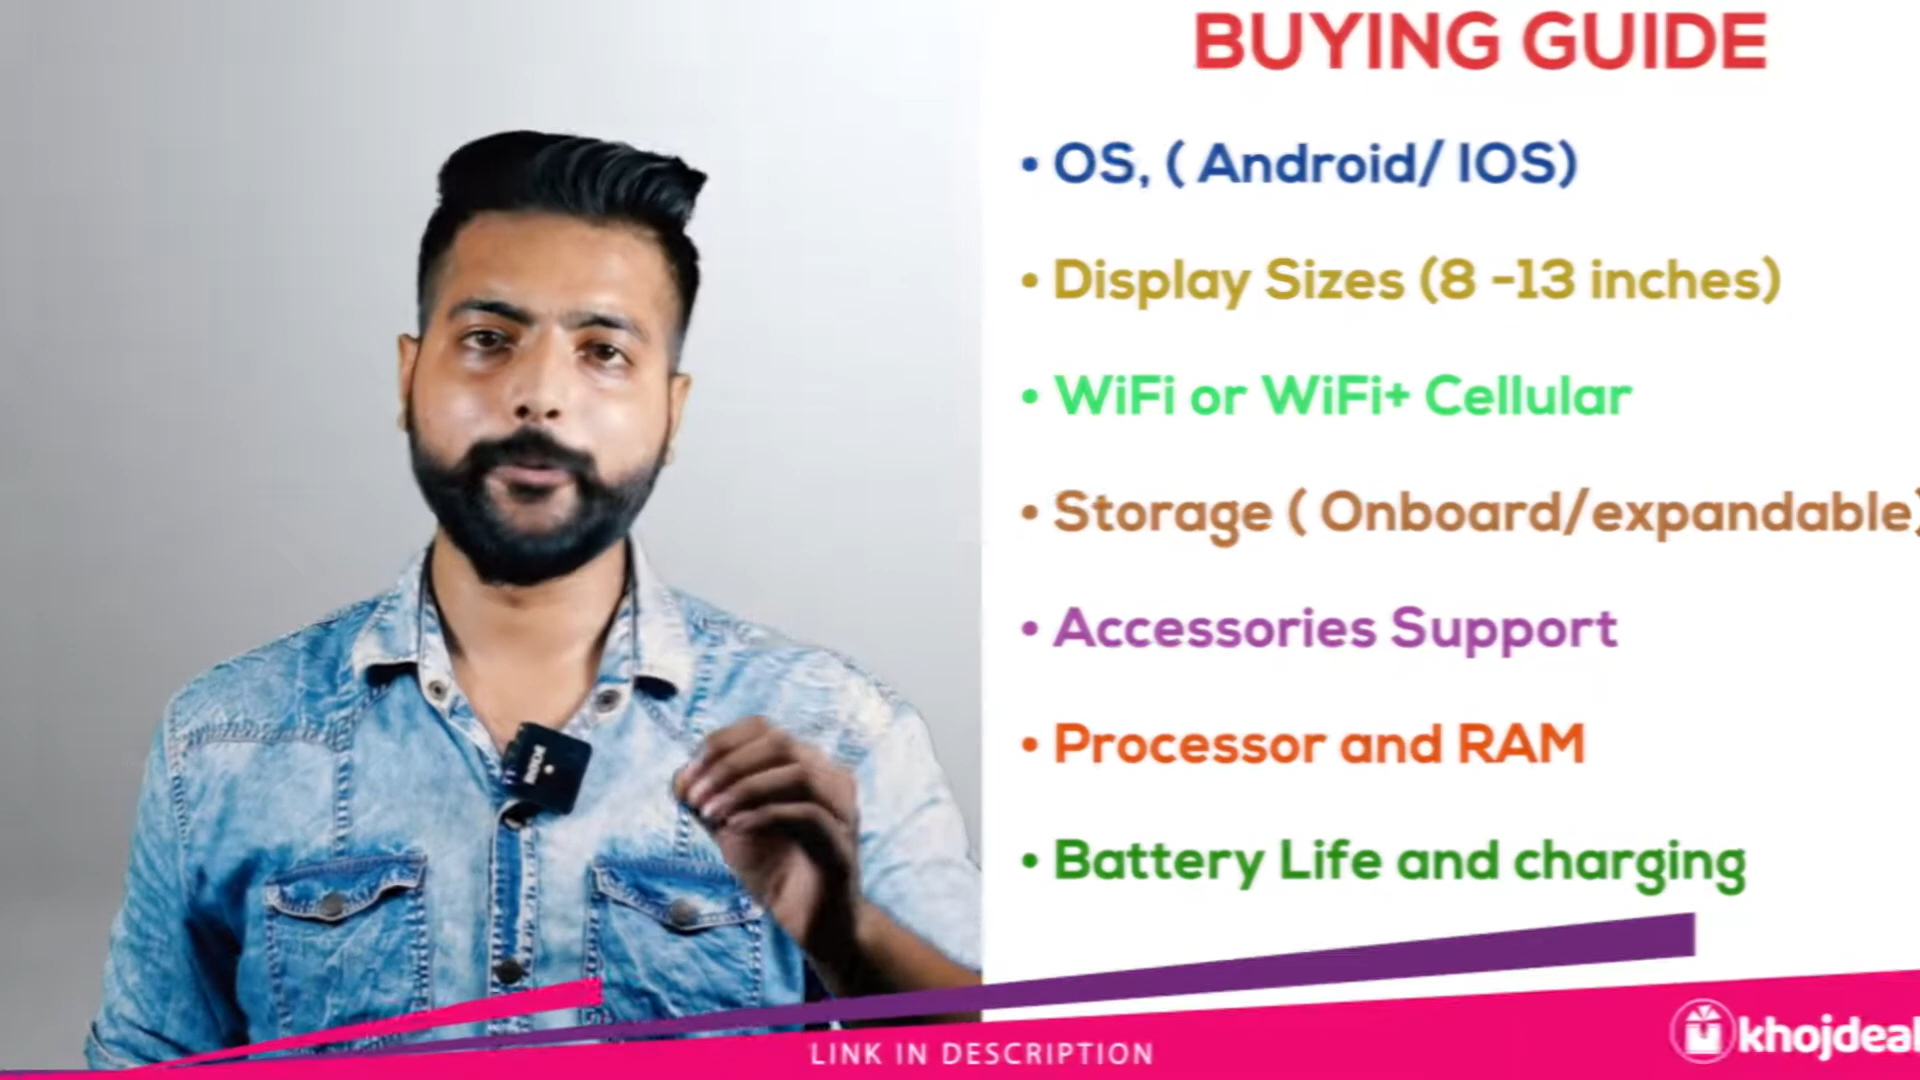 BUYING GUIDE
• OS, ( Android/ IOS)
• Display Sizes (8 -13 inches)
• WiFi or WiFi+ Cellular
• Storage ( Onboard/expandable)
• Accessories Support
• Processor and RAM
• Battery Life and charging
LINK IN DESCRIPTION
khojdeal